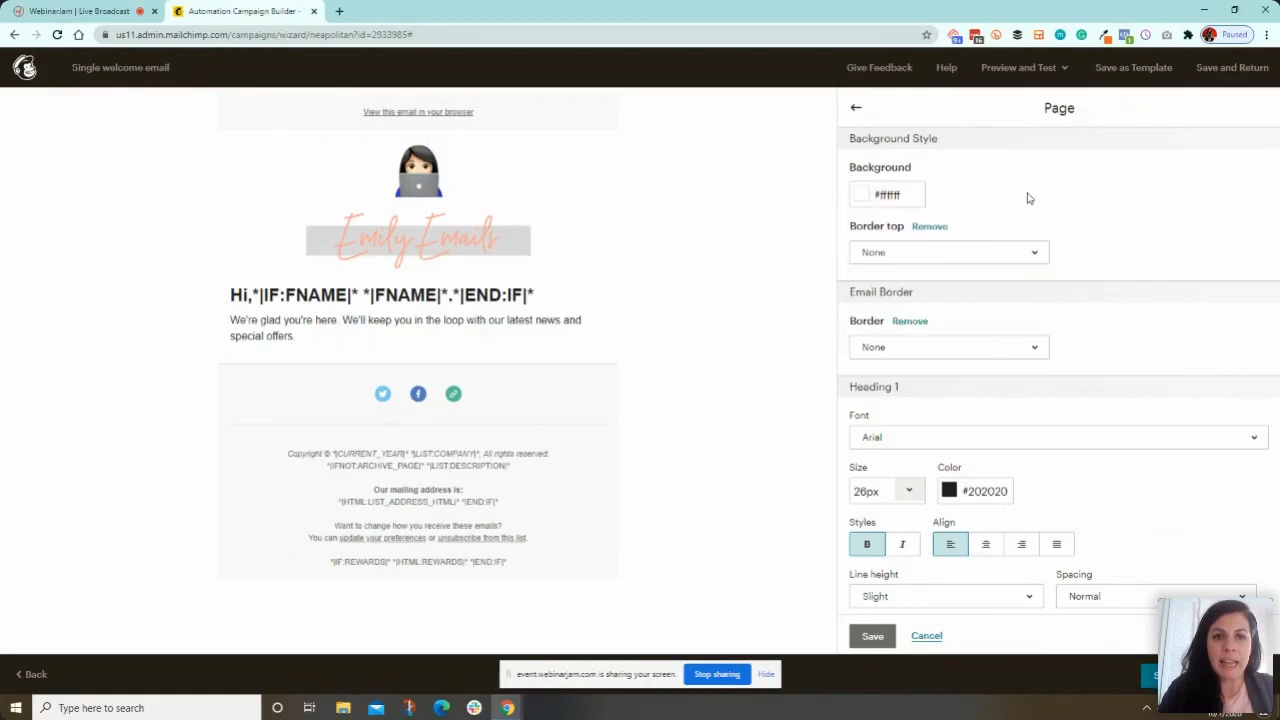 WebinarJam | Live Broadcast
Automation Campaign Builder -
us11.admin.mailchimp.com/campaigns/wizard/neapolitan?id=2933985#
Paused
Single welcome email
Give Feedback
Help
Preview and Test
Save as Template
Save and Return
View this email in your browser
Emily Emails
Hi,*|IF:FNAME|* *|FNAME|*.*|END:IF|*
We're glad you're here. We'll keep you in the loop with our latest news and
special offers.
Copyright © *|CURRENT_YEAR|* *|LIST:COMPANY|*, All rights reserved.
*|IFNOT:ARCHIVE_PAGE|* *|LIST:DESCRIPTION|*
Our mailing address is:
*|HTML:LIST_ADDRESS_HTML|* *|END:IF|*
Want to change how you receive these emails?
You can update your preferences or unsubscribe from this list.
*|IF:REWARDS|* *|HTML:REWARDS|* *|END:IF|*
Page
Background Style
Background
#ffffff
Border top Remove
None
Email Border
Border Remove
None
Heading 1
Font
Arial
Size
Color
26px
#202020
Styles
Align
B I
Line height
Spacing
Slight
Normal
Save
Cancel
Back
event.webinarjam.com is sharing your screen.
Stop sharing
Hide
Type here to search